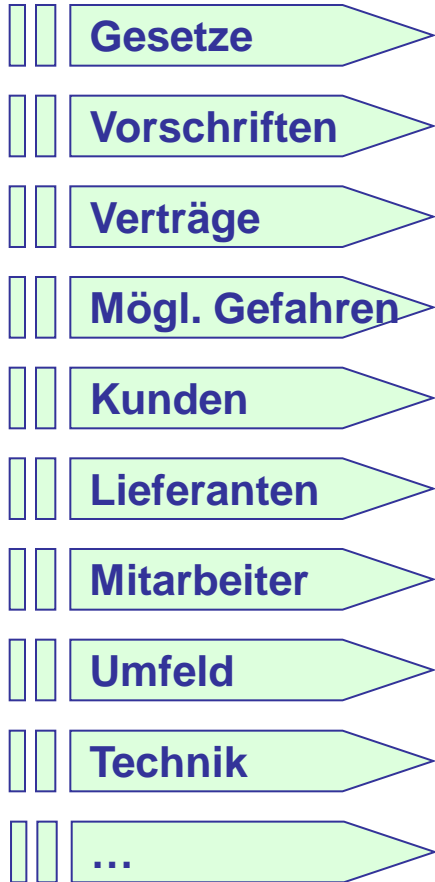 Gesetze
Vorschriften
Verträge
Mögl. Gefahren
Kunden
Lieferanten
Mitarbeiter
Umfeld
Technik
…